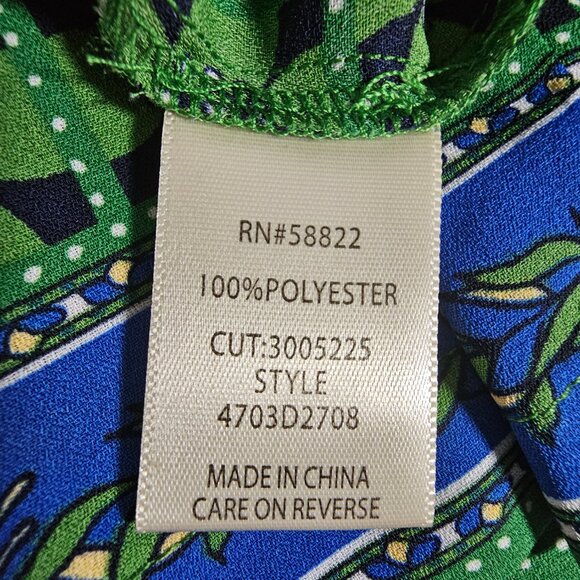 RN#58822
100%POLYESTER
CUT:3005225
STYLE
4703D2708
MADE IN CHINA
CARE ON REVERSE